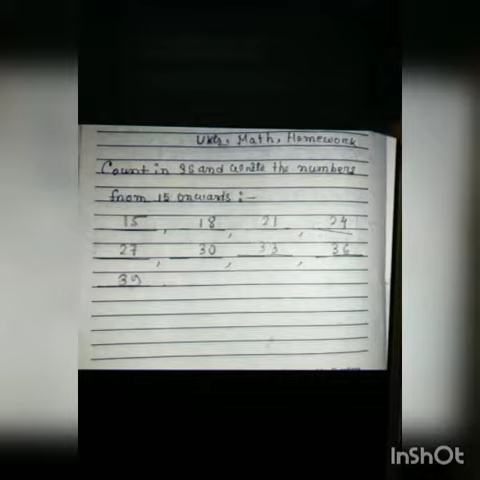 UKG, Math, Homework
Count in 3s and write the numbers
from 15 onwards :-
15, 18, 21, 24
27, 30, 33, 36
39
InShOt